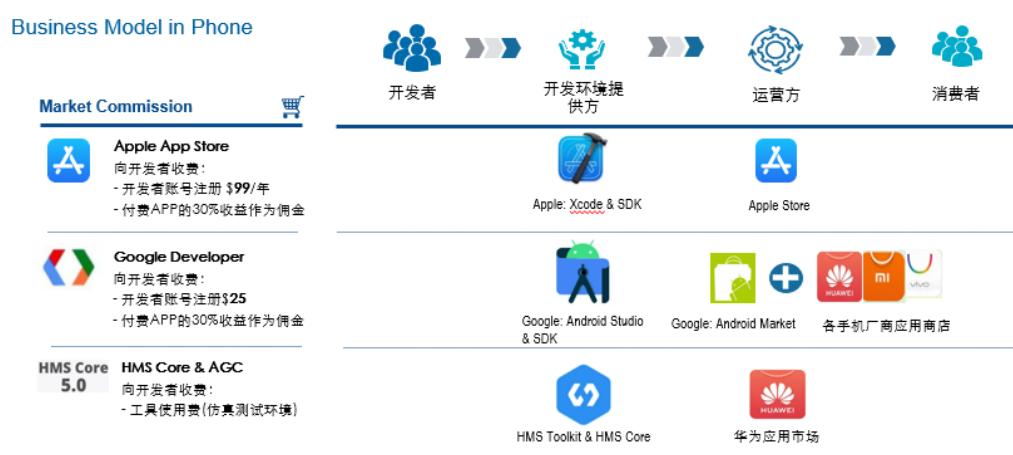 Business Model in Phone
开发者
开发环境提
供方
运营方
消费者
Market Commission
Apple App Store
向开发者收费：
- 开发者账号注册 $99/年
- 付费APP的30%收益作为佣金
Apple: Xcode & SDK
Apple Store
Google Developer
向开发者收费：
- 开发者账号注册$25
- 付费APP的30%收益作为佣金
HUAWEI
mi
vivo
Google: Android Studio
& SDK
Google: Android Market
各手机厂商应用商店
HMS Core
5.0
HMS Core & AGC
向开发者收费：
- 工具使用费(仿真测试环境)
HUAWEI
HMS Toolkit & HMS Core
华为应用市场